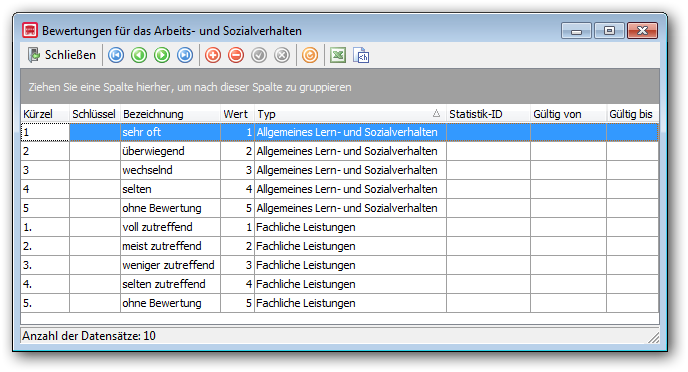 Bewertungen für das Arbeits- und Sozialverhalten
Schließen
Ziehen Sie eine Spalte hierher, um nach dieser Spalte zu gruppieren
Kürzel Schlüssel Bezeichnung Wert Typ Statistik-ID Gültig von Gültig bis
1 sehr oft 1 Allgemeines Lern- und Sozialverhalten
2 überwiegend 2 Allgemeines Lern- und Sozialverhalten
3 wechselnd 3 Allgemeines Lern- und Sozialverhalten
4 selten 4 Allgemeines Lern- und Sozialverhalten
5 ohne Bewertung 5 Allgemeines Lern- und Sozialverhalten
1. voll zutreffend 1 Fachliche Leistungen
2. meist zutreffend 2 Fachliche Leistungen
3. weniger zutreffend 3 Fachliche Leistungen
4. selten zutreffend 4 Fachliche Leistungen
5. ohne Bewertung 5 Fachliche Leistungen
Anzahl der Datensätze: 10